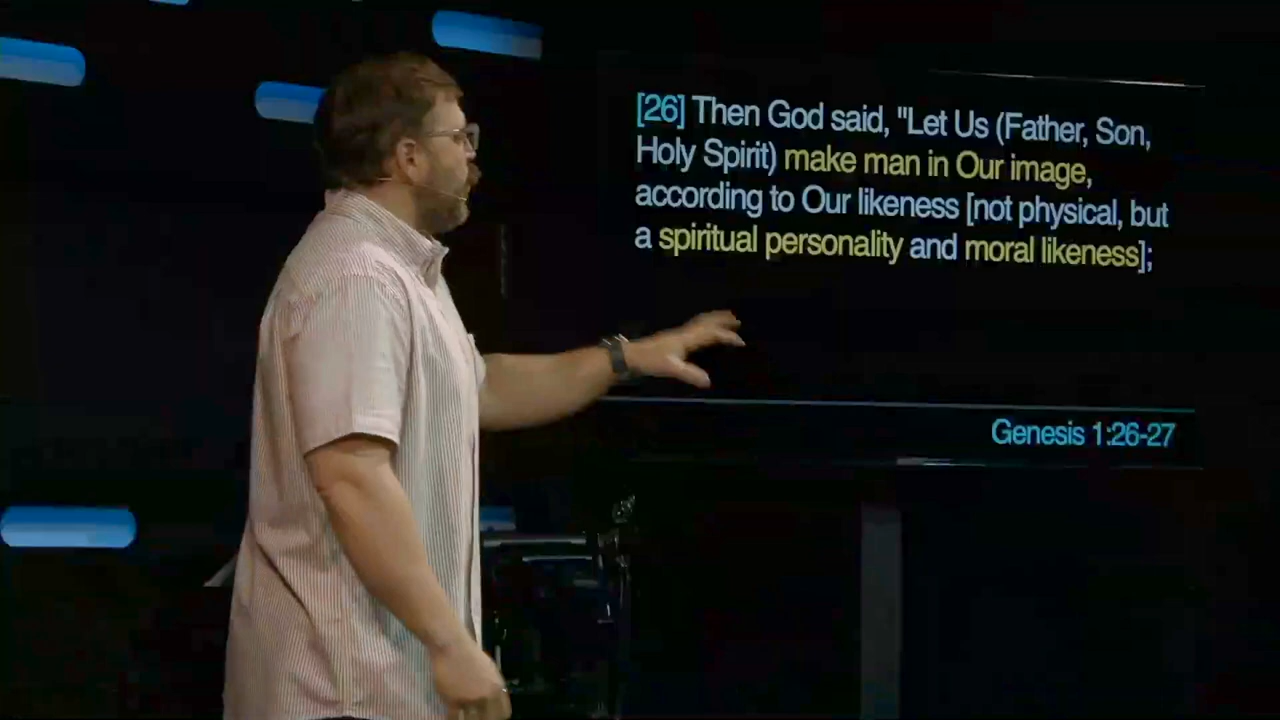 [26] Then God said, "Let Us (Father, Son,
Holy Spirit) make man in Our image,
according to Our likeness [not physical, but
a spiritual personality and moral likeness];
Genesis 1:26-27